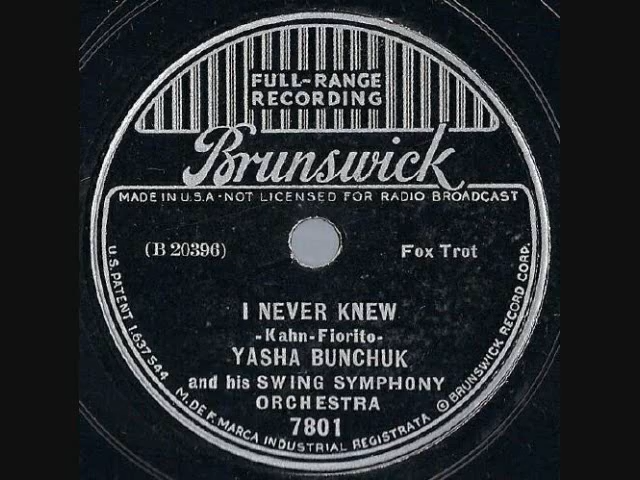 FULL-RANGE
RECORDING
Brunswick
MADE IN U.S.A · NOT LICENSED FOR RADIO BROADCAST
(B 20396)
Fox Trot
I NEVER KNEW
-Kahn-Fiorito-
YASHA BUNCHUK
and his SWING SYMPHONY
ORCHESTRA
7801
U.S. PATENT 1.637.544
M. DE F. MARCA INDUSTRIAL REGISTRATA
© BRUNSWICK RECORD CORP.